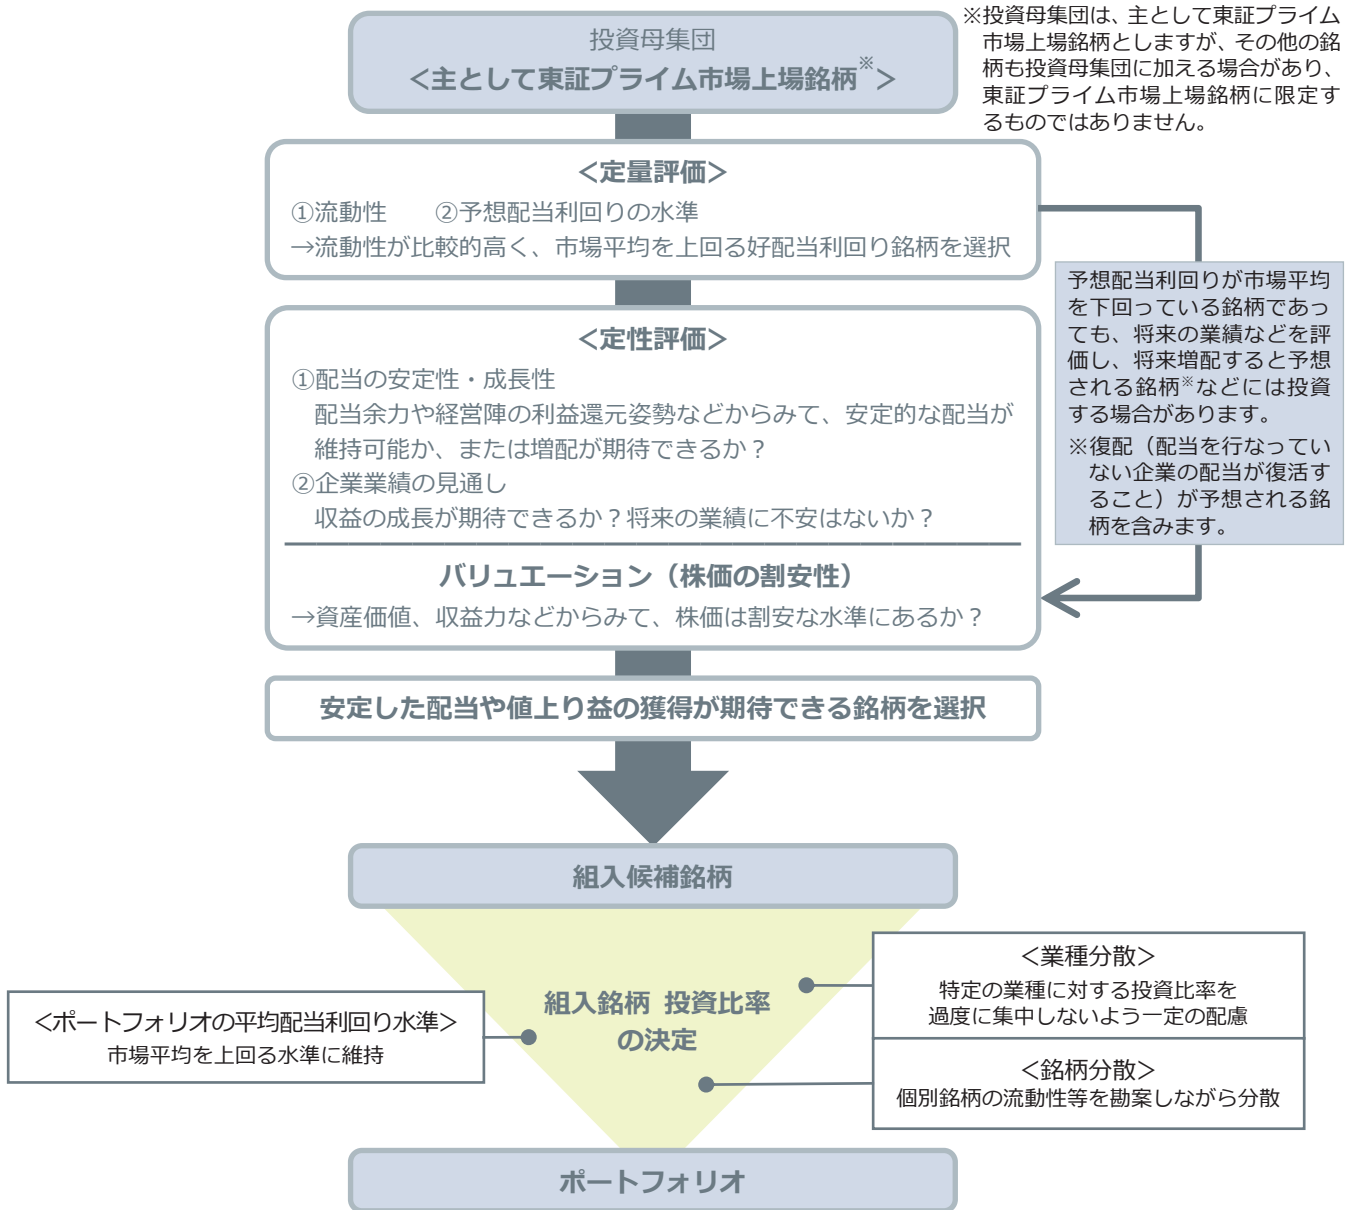 投資母集団
＜主として東証プライム市場上場銘柄※＞
※投資母集団は、主として東証プライム
市場上場銘柄としますが、その他の銘
柄も投資母集団に加える場合があり、
東証プライム市場上場銘柄に限定す
るものではありません。
＜定量評価＞
①流動性　　②予想配当利回りの水準
→流動性が比較的高く、市場平均を上回る好配当利回り銘柄を選択
予想配当利回りが市場平均
を下回っている銘柄であっ
ても、将来の業績などを評
価し、将来増配すると予想
される銘柄※などには投資
する場合があります。
※復配（配当を行なってい
ない企業の配当が復活す
ること）が予想される銘
柄を含みます。
＜定性評価＞
①配当の安定性・成長性
配当余力や経営陣の利益還元姿勢などからみて、安定的な配当が
維持可能か、または増配が期待できるか？
②企業業績の見通し
収益の成長が期待できるか？将来の業績に不安はないか？
バリュエーション（株価の割安性）
→資産価値、収益力などからみて、株価は割安な水準にあるか？
安定した配当や値上り益の獲得が期待できる銘柄を選択
組入候補銘柄
組入銘柄 投資比率
の決定
＜ポートフォリオの平均配当利回り水準＞
市場平均を上回る水準に維持
＜業種分散＞
特定の業種に対する投資比率を
過度に集中しないよう一定の配慮
＜銘柄分散＞
個別銘柄の流動性等を勘案しながら分散
ポートフォリオ